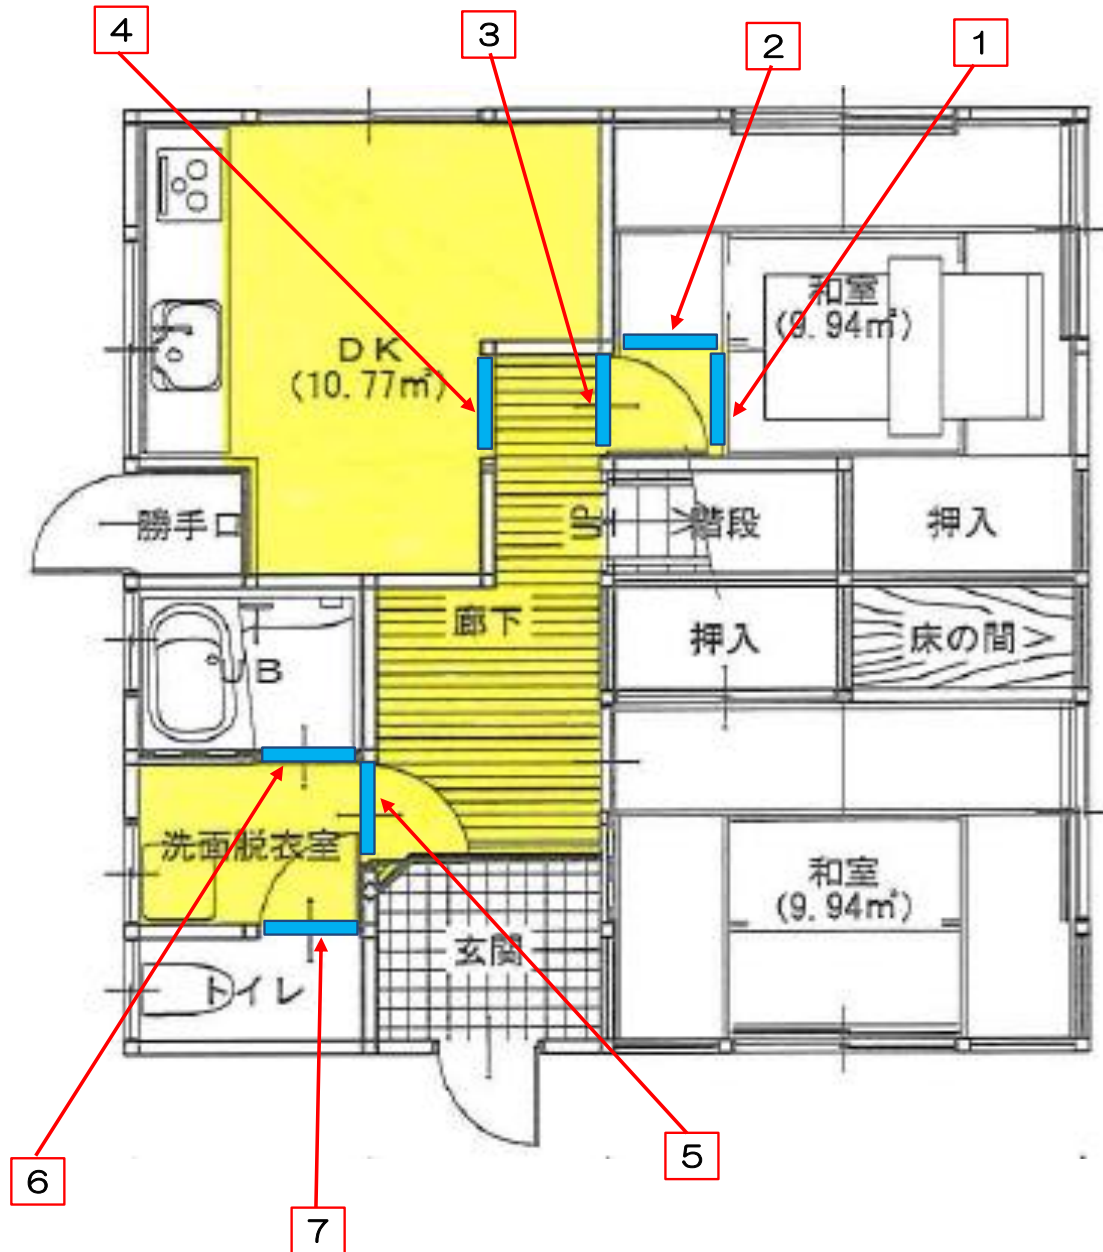 ４
３
２
１
和室
(9.94㎡)
ＤＫ
(10.77㎡)
勝手口
UP
階段
押入
廊下
押入
床の間
Ｂ
洗面脱衣室
和室
(9.94㎡)
玄関
トイレ
５
６
７